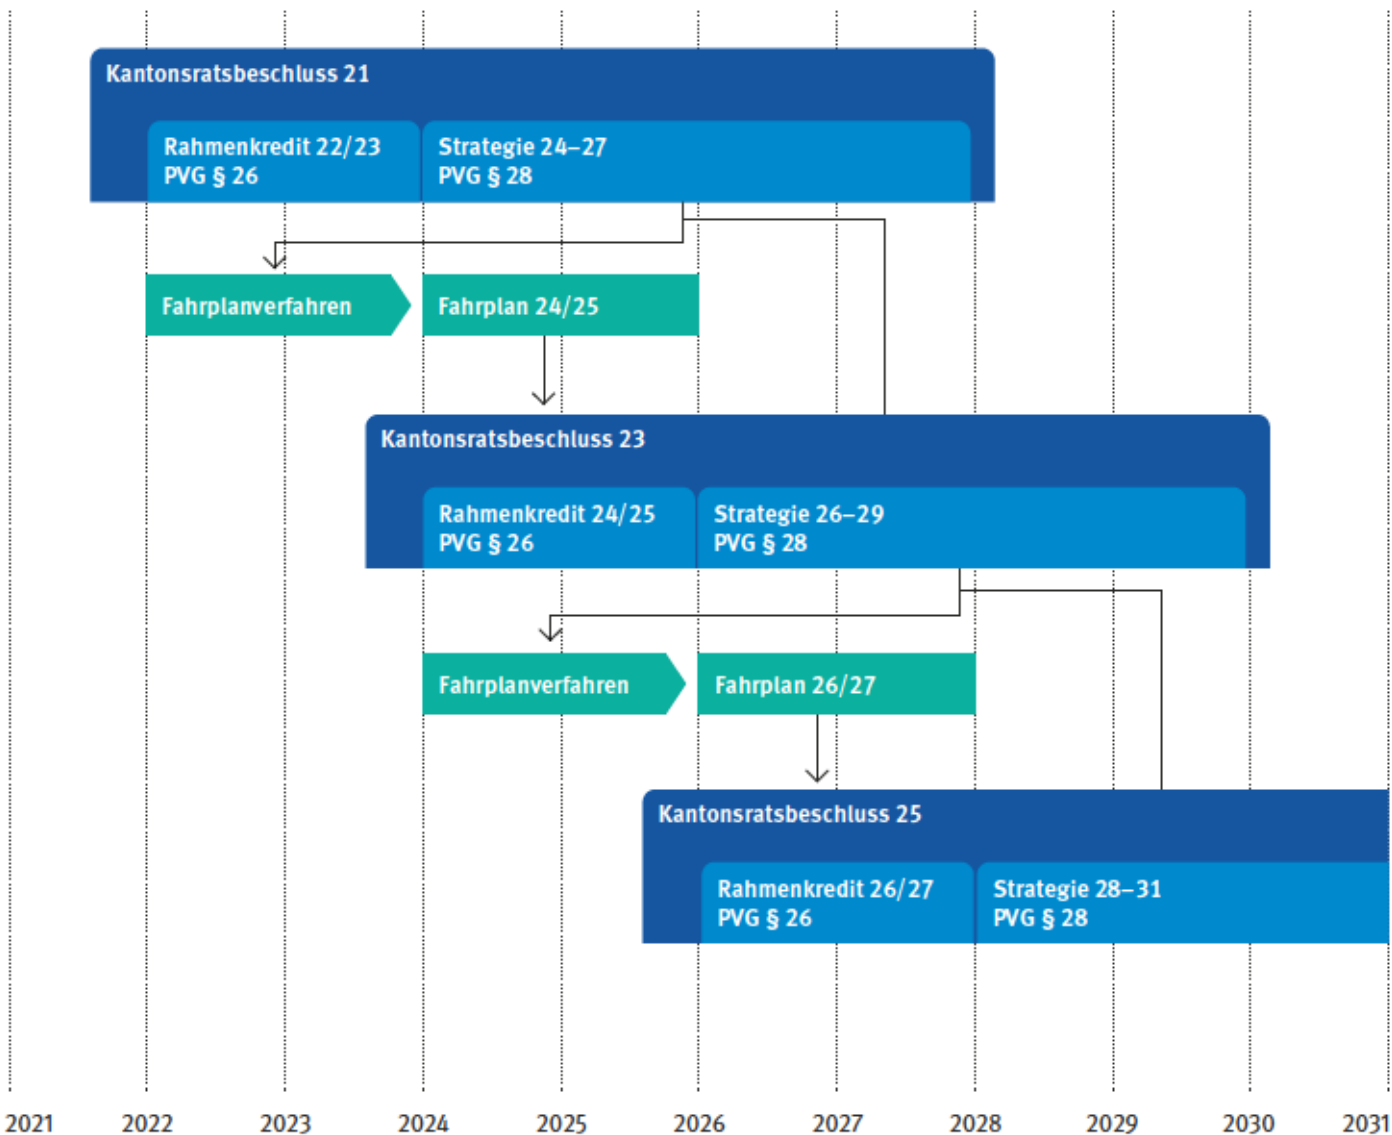 Kantonsratsbeschluss 21
Rahmenkredit 22/23
PVG § 26
Strategie 24–27
PVG § 28
Fahrplanverfahren
Fahrplan 24/25
Kantonsratsbeschluss 23
Rahmenkredit 24/25
PVG § 26
Strategie 26–29
PVG § 28
Fahrplanverfahren
Fahrplan 26/27
Kantonsratsbeschluss 25
Rahmenkredit 26/27
PVG § 26
Strategie 28–31
PVG § 28
2021 2022 2023 2024 2025 2026 2027 2028 2029 2030 2031